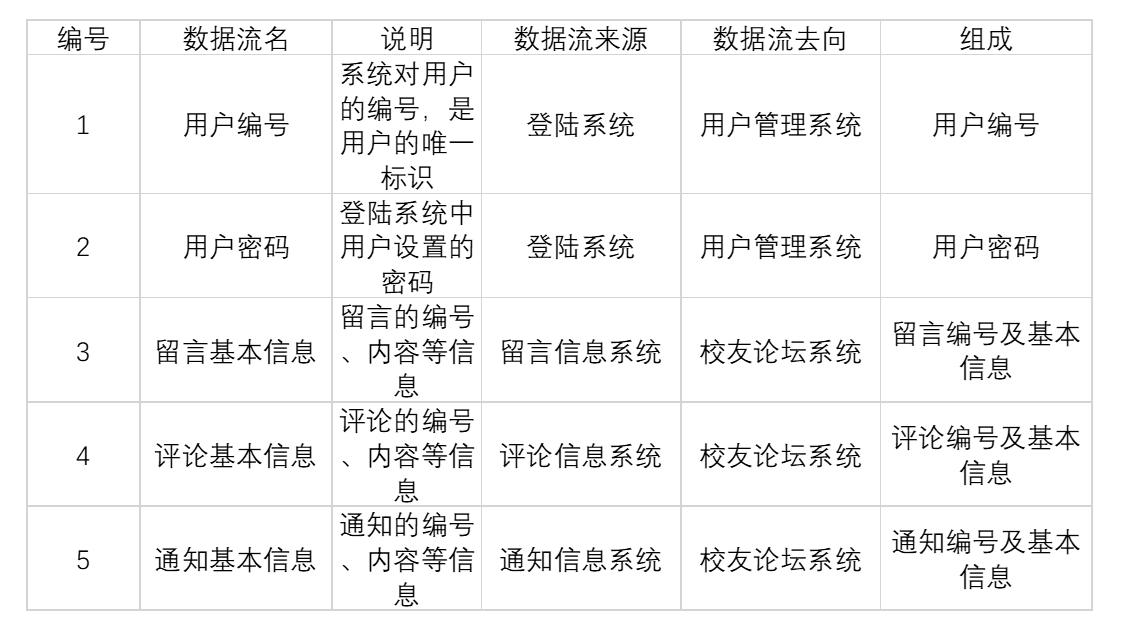 编号 数据流名 说明 数据流来源 数据流去向 组成
1 用户编号 系统对用户
的编号，是
用户的唯一
标识 登陆系统 用户管理系统 用户编号
2 用户密码 登陆系统中
用户设置的
密码 登陆系统 用户管理系统 用户密码
3 留言基本信息 留言的编号
、内容等信
息 留言信息系统 校友论坛系统 留言编号及基本
信息
4 评论基本信息 评论的编号
、内容等信
息 评论信息系统 校友论坛系统 评论编号及基本
信息
5 通知基本信息 通知的编号
、内容等信
息 通知信息系统 校友论坛系统 通知编号及基本
信息